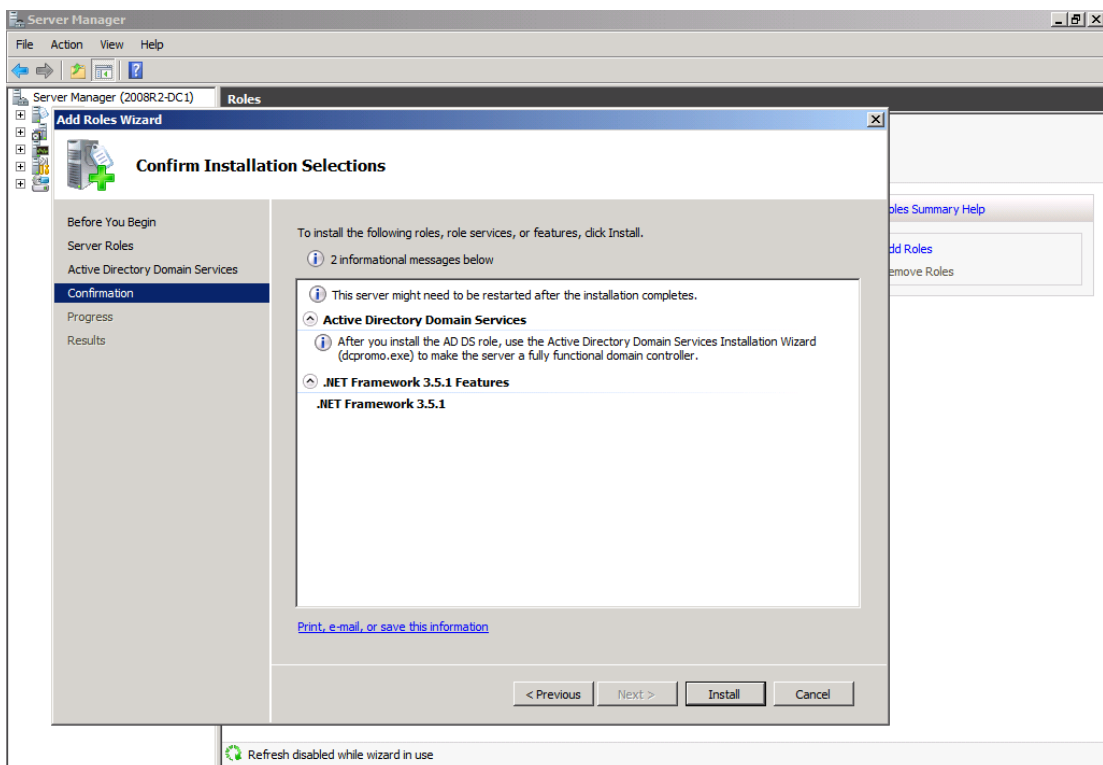 Server Manager
File Action View Help
Server Manager (2008R2-DC1)
Roles
Add Roles Wizard
Confirm Installation Selections
Before You Begin
Server Roles
Active Directory Domain Services
Confirmation
Progress
Results
To install the following roles, role services, or features, click Install.
2 informational messages below
This server might need to be restarted after the installation completes.
Active Directory Domain Services
After you install the AD DS role, use the Active Directory Domain Services Installation Wizard
(dcpromo.exe) to make the server a fully functional domain controller.
.NET Framework 3.5.1 Features
.NET Framework 3.5.1
Print, e-mail, or save this information
< Previous Next > Install Cancel
oles Summary Help
dd Roles
emove Roles
Refresh disabled while wizard in use